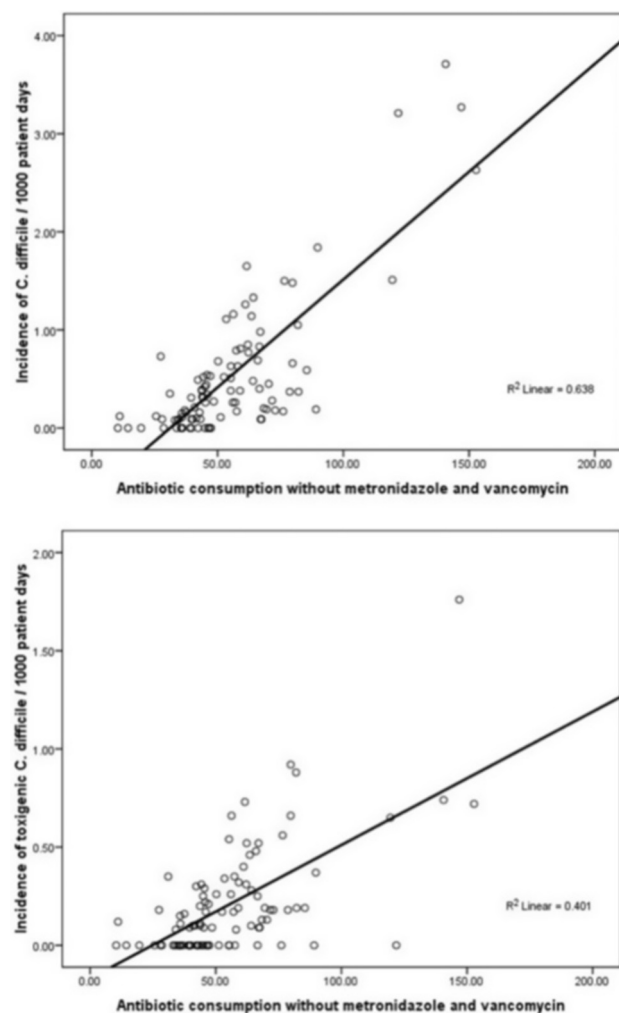 4.00
3.00
2.00
1.00
0.00
Incidence of C. difficile / 1000 patient days
R² Linear = 0.638
0.00 50.00 100.00 150.00 200.00
Antibiotic consumption without metronidazole and vancomycin
2.00
1.50
1.00
0.50
0.00
Incidence of toxigenic C. difficile / 1000 patient days
R² Linear = 0.401
0.00 50.00 100.00 150.00 200.00
Antibiotic consumption without metronidazole and vancomycin